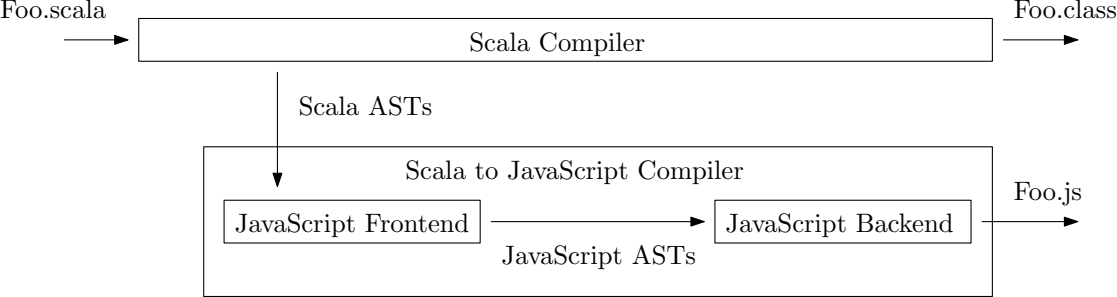 Foo.scala
Foo.class
Scala Compiler
Scala ASTs
Scala to JavaScript Compiler
Foo.js
JavaScript Frontend
JavaScript Backend
JavaScript ASTs